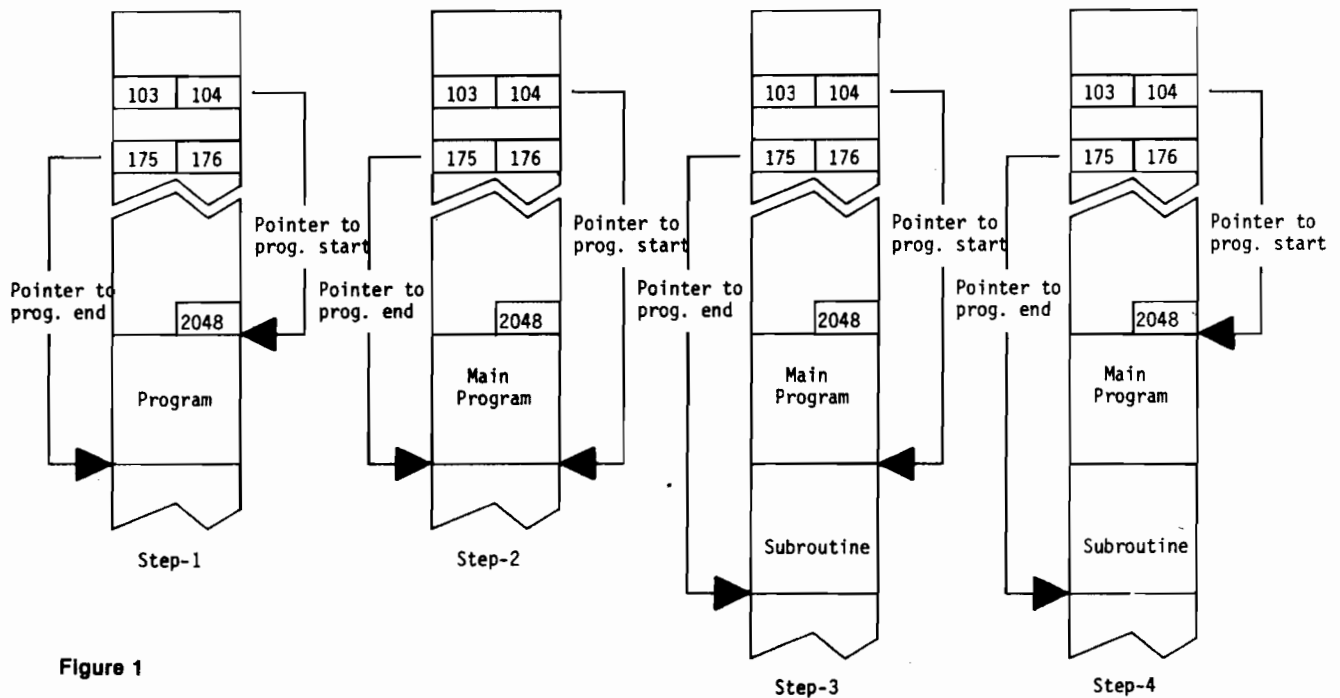 103 104
175 176
Pointer to
prog. start
Pointer to
prog. end
2048
Program
Step-1
103 104
175 176
Pointer to
prog. start
Pointer to
prog. end
2048
Main
Program
Step-2
103 104
175 176
Pointer to
prog. start
Pointer to
prog. end
2048
Main
Program
Subroutine
Step-3
103 104
175 176
Pointer to
prog. start
Pointer to
prog. end
2048
Main
Program
Subroutine
Step-4
Figure 1